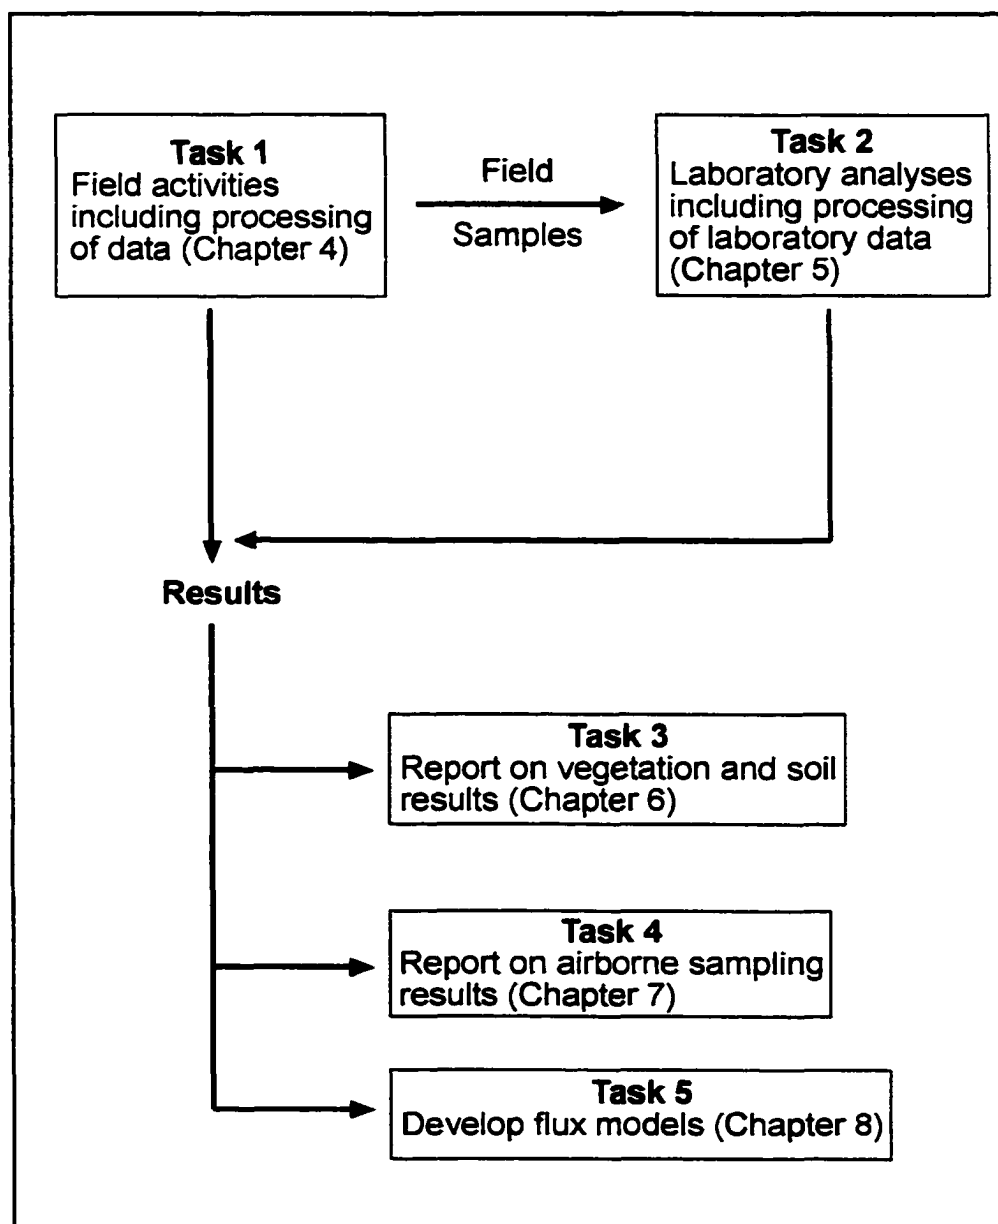 Task 1
Field activities
including processing
of data (Chapter 4)
Field
Samples
Task 2
Laboratory analyses
including processing
of laboratory data
(Chapter 5)
Results
Task 3
Report on vegetation and soil
results (Chapter 6)
Task 4
Report on airborne sampling
results (Chapter 7)
Task 5
Develop flux models (Chapter 8)